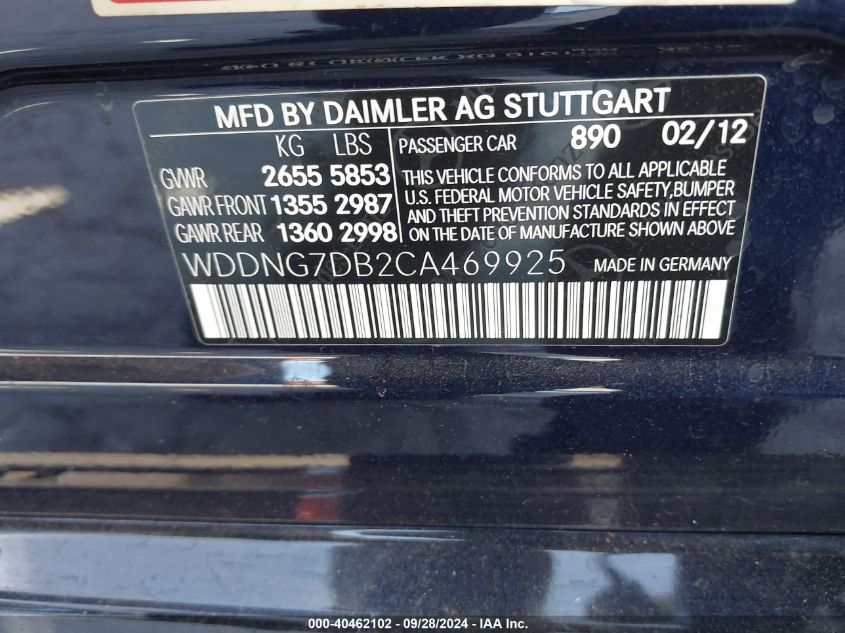 MFD BY DAIMLER AG STUTTGART
KG LBS PASSENGER CAR 890 02/12
GVWR 2655 5853
GAWR FRONT 1355 2987
GAWR REAR 1360 2998
THIS VEHICLE CONFORMS TO ALL APPLICABLE
U.S. FEDERAL MOTOR VEHICLE SAFETY, BUMPER
AND THEFT PREVENTION STANDARDS IN EFFECT
ON THE DATE OF MANUFACTURE SHOWN ABOVE
WDDNG7DB2CA469925 MADE IN GERMANY
000-40462102 - 09/28/2024 - IAA Inc.